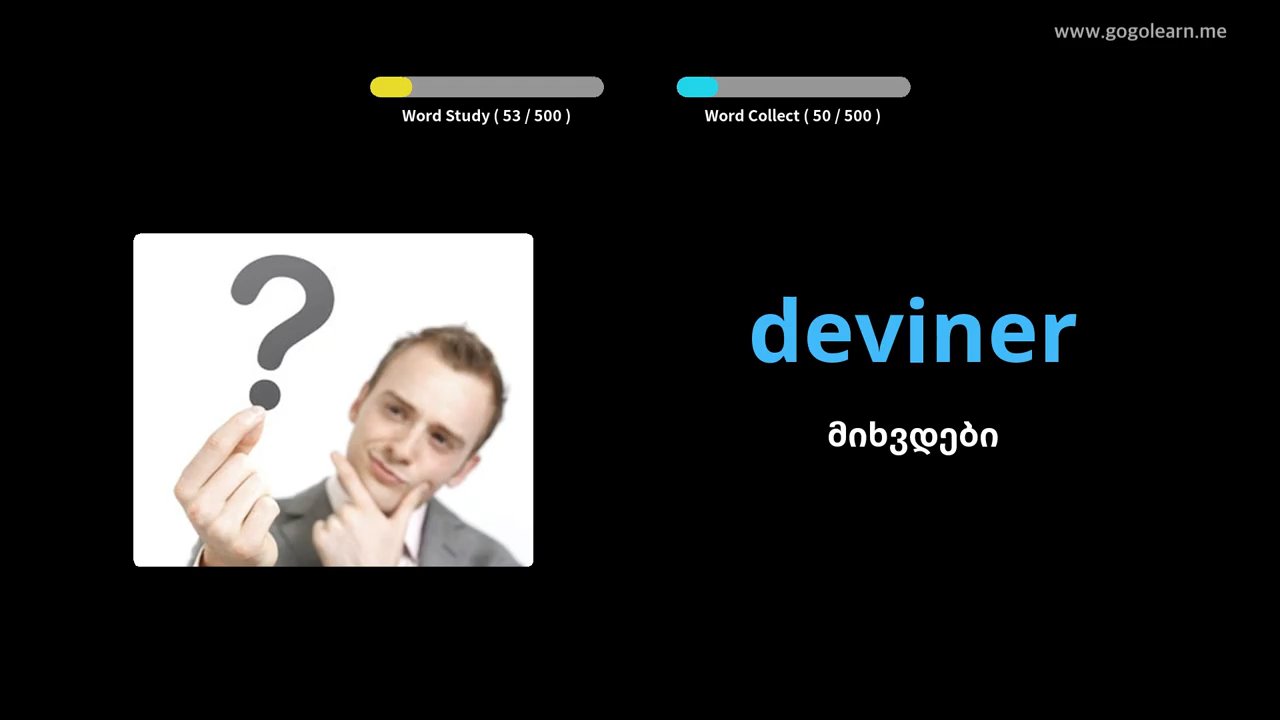 www.gogolearn.me
Word Study ( 53 / 500 )
Word Collect ( 50 / 500 )
deviner
მიხვდები